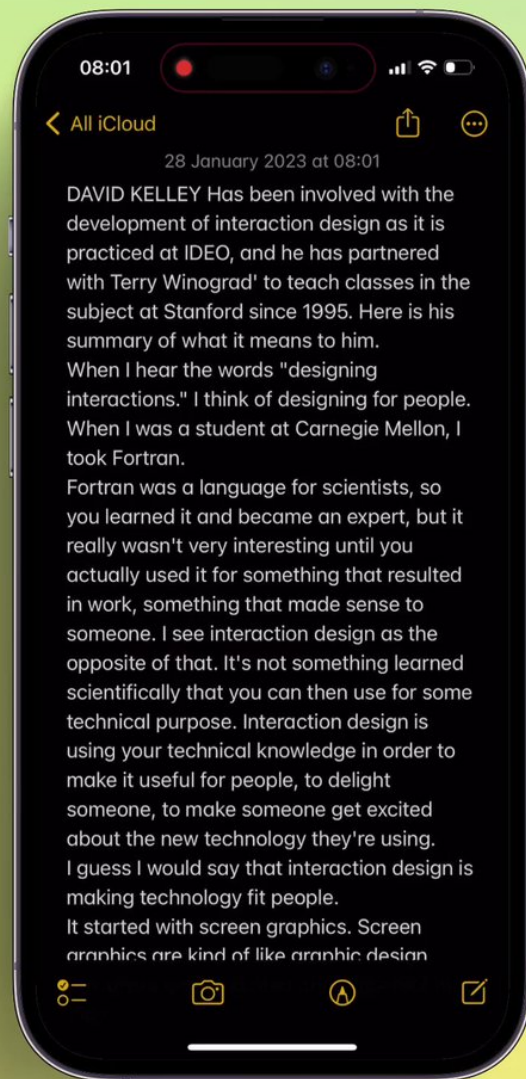 08:01
All iCloud
28 January 2023 at 08:01
DAVID KELLEY Has been involved with the
development of interaction design as it is
practiced at IDEO, and he has partnered
with Terry Winograd' to teach classes in the
subject at Stanford since 1995. Here is his
summary of what it means to him.
When I hear the words "designing
interactions." I think of designing for people.
When I was a student at Carnegie Mellon, I
took Fortran.
Fortran was a language for scientists, so
you learned it and became an expert, but it
really wasn't very interesting until you
actually used it for something that resulted
in work, something that made sense to
someone. I see interaction design as the
opposite of that. It's not something learned
scientifically that you can then use for some
technical purpose. Interaction design is
using your technical knowledge in order to
make it useful for people, to delight
someone, to make someone get excited
about the new technology they're using.
I guess I would say that interaction design is
making technology fit people.
It started with screen graphics. Screen
graphics are kind of like graphic design